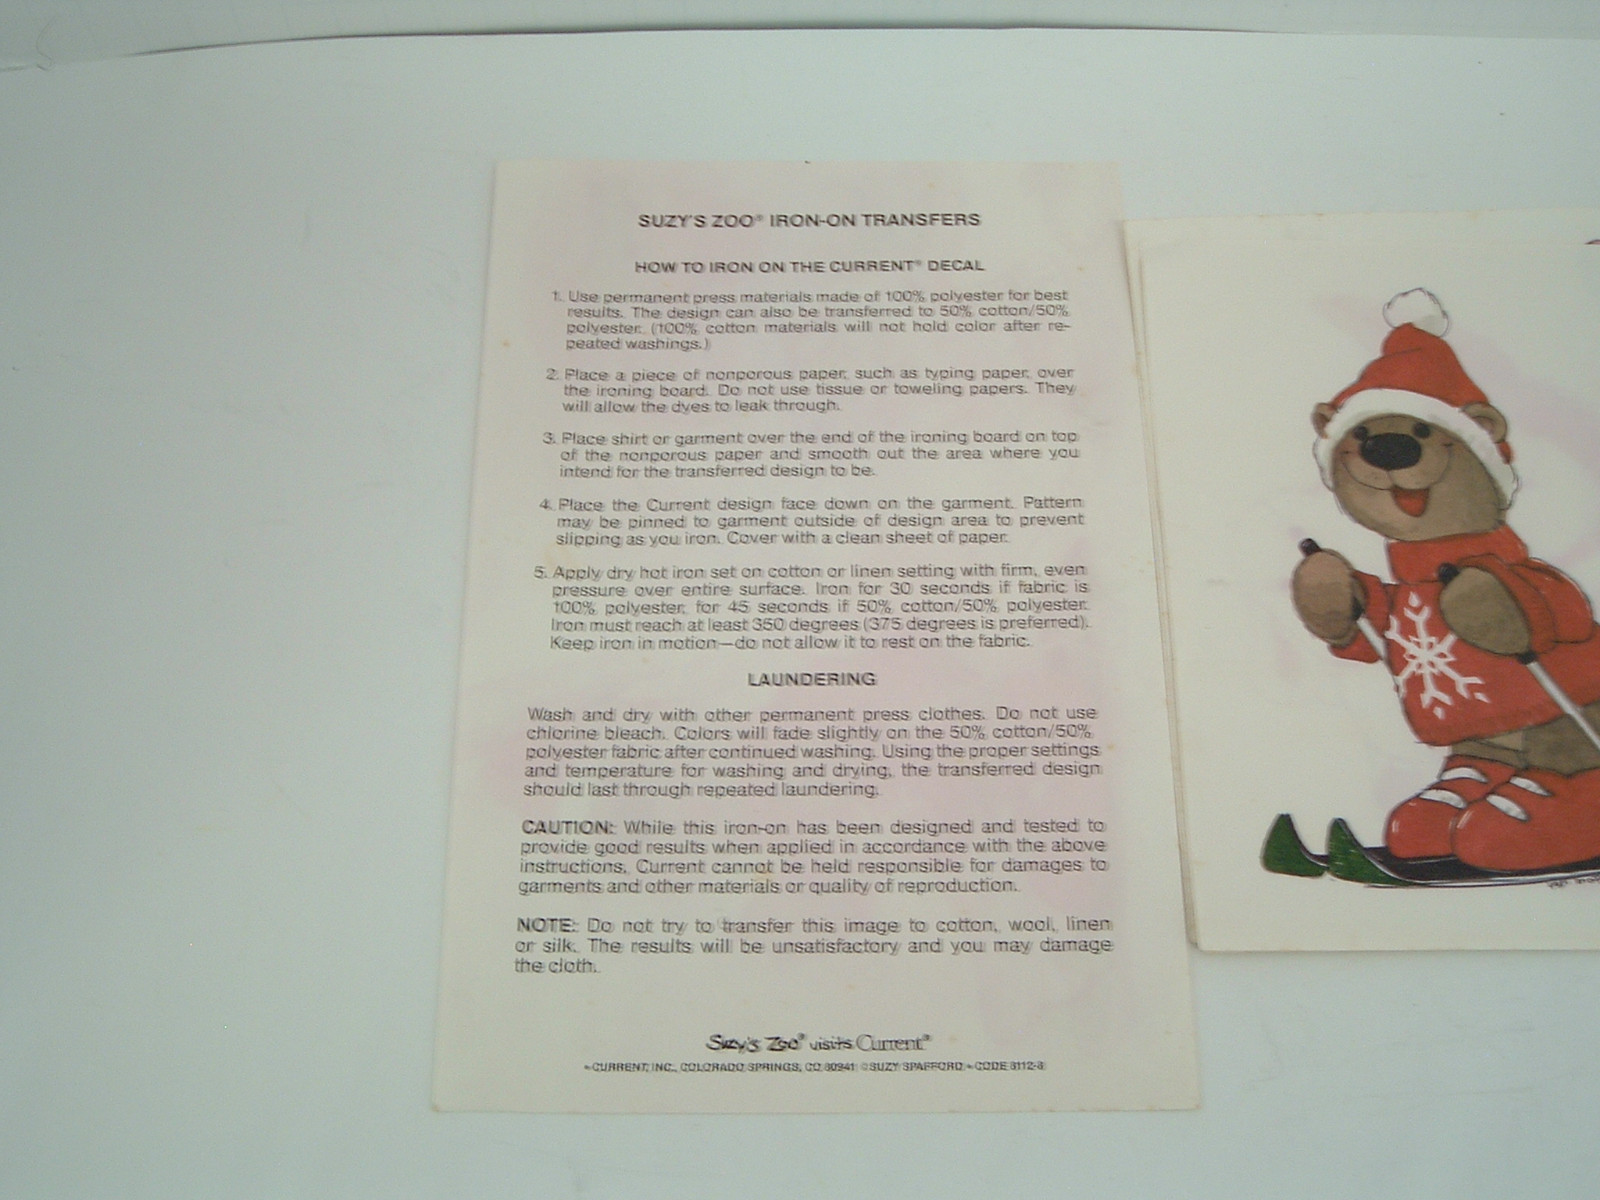 SUZY'S ZOO® IRON-ON TRANSFERS
HOW TO IRON ON THE CURRENT® DECAL
1. Use permanent press materials made of 100% polyester for best
results. The design can also be transferred to 50% cotton/50%
polyester. (100% cotton materials will not hold color after re-
peated washings.)
2. Place a piece of nonporous paper, such as typing paper, over
the ironing board. Do not use tissue or toweling papers. They
will allow the dyes to leak through.
3. Place shirt or garment over the end of the ironing board on top
of the nonporous paper and smooth out the area where you
intend for the transferred design to be.
4. Place the Current design face down on the garment. Pattern
may be pinned to garment outside of design area to prevent
slipping as you iron. Cover with a clean sheet of paper.
5. Apply dry hot iron set on cotton or linen setting with firm, even
pressure over entire surface. Iron for 30 seconds if fabric is
100% polyester, for 45 seconds if 50% cotton/50% polyester.
Iron must reach at least 350 degrees (375 degrees is preferred).
Keep iron in motion—do not allow it to rest on the fabric.
LAUNDERING
Wash and dry with other permanent press clothes. Do not use
chlorine bleach. Colors will fade slightly on the 50% cotton/50%
polyester fabric after continued washing. Using the proper settings
and temperature for washing and drying, the transferred design
should last through repeated laundering.
CAUTION: While this iron-on has been designed and tested to
provide good results when applied in accordance with the above
instructions, Current cannot be held responsible for damages to
garments and other materials or quality of reproduction.
NOTE: Do not try to transfer this image to cotton, wool, linen
or silk. The results will be unsatisfactory and you may damage
the cloth.
Suzy's Zoo® visits Current®
CURRENT, INC., COLORADO SPRINGS, CO 80941 © SUZY SPAFFORD • CODE 8112-8